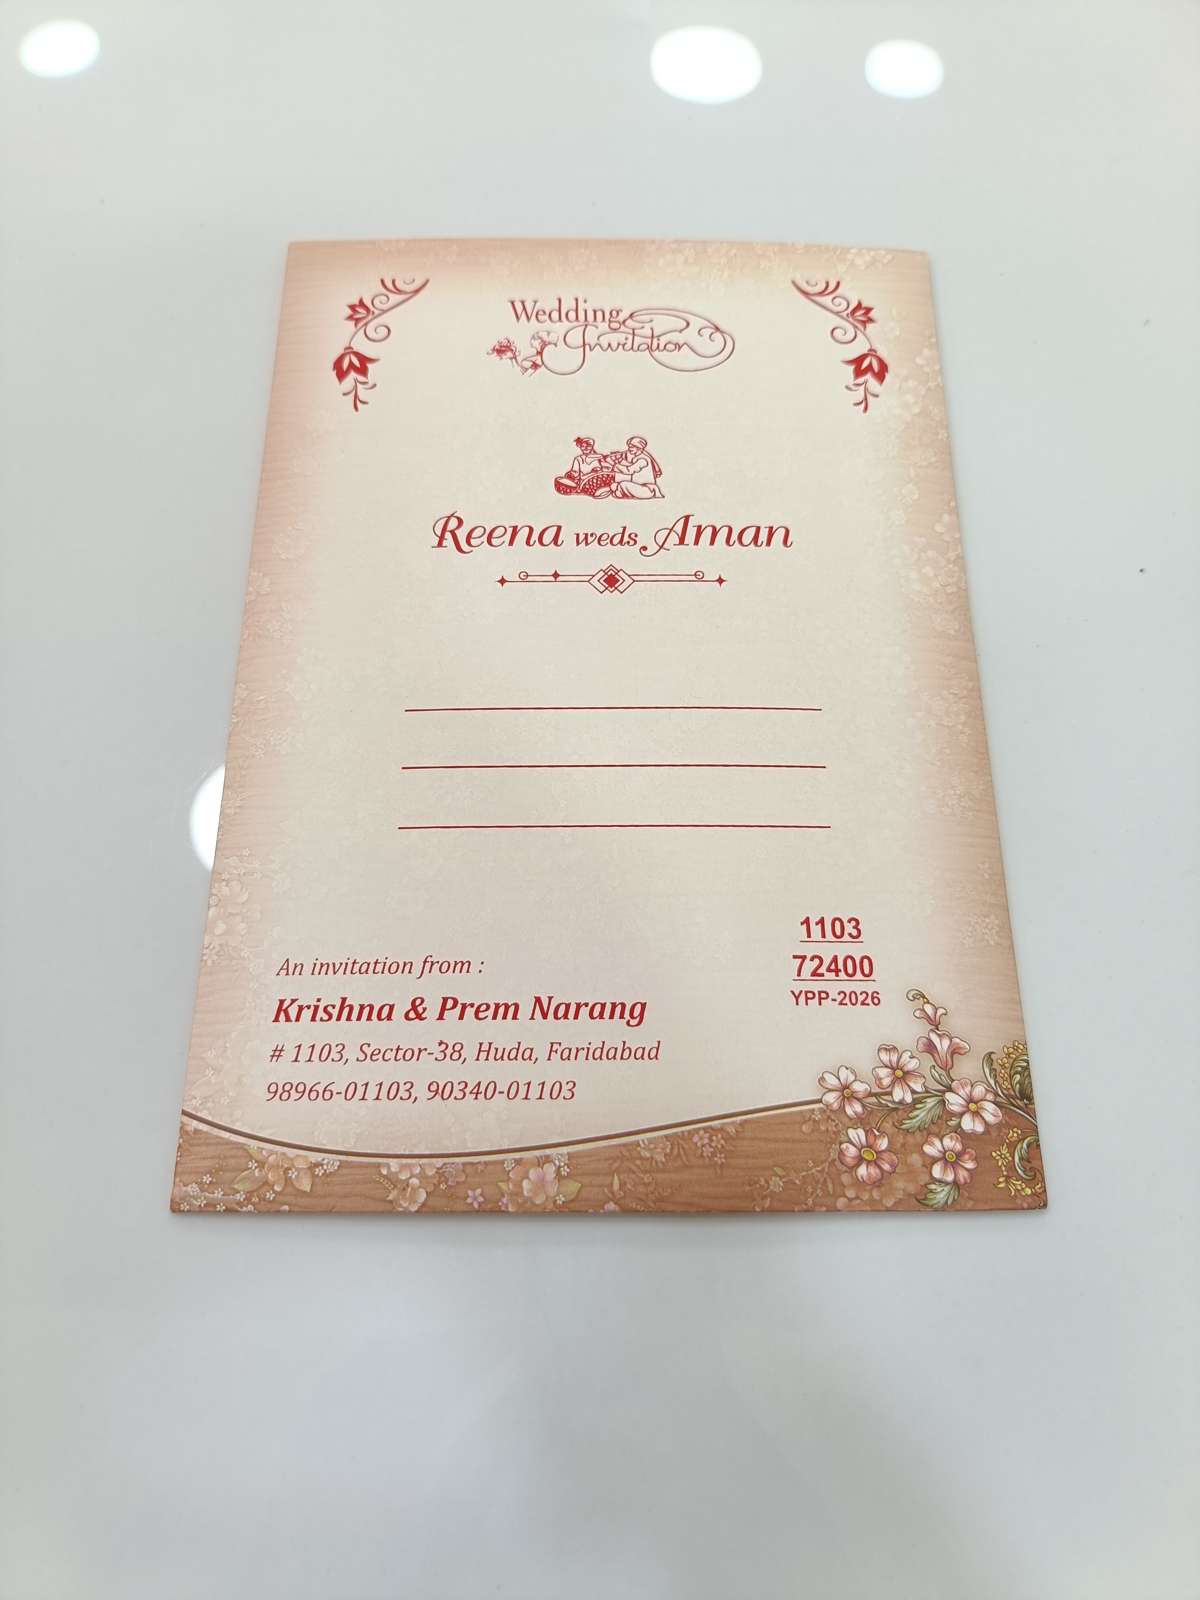 Wedding
Invitation
Reena weds Aman
An invitation from :
Krishna & Prem Narang
# 1103, Sector-38, Huda, Faridabad
98966-01103, 90340-01103
1103
72400
YPP-2026